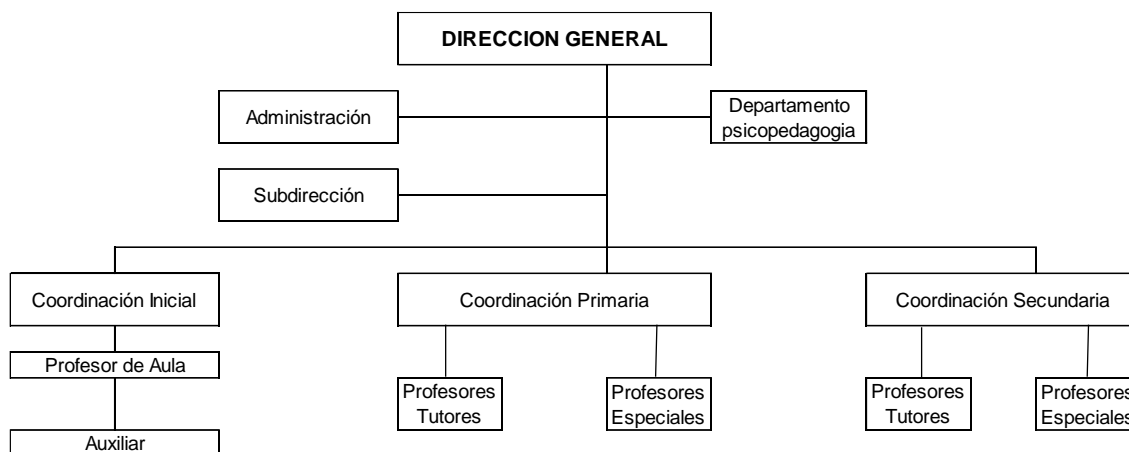 DIRECCION GENERAL
Administración
Departamento
psicopedagogia
Subdirección
Coordinación Inicial
Coordinación Primaria
Coordinación Secundaria
Profesor de Aula
Profesores
Tutores
Profesores
Especiales
Profesores
Tutores
Profesores
Especiales
Auxiliar